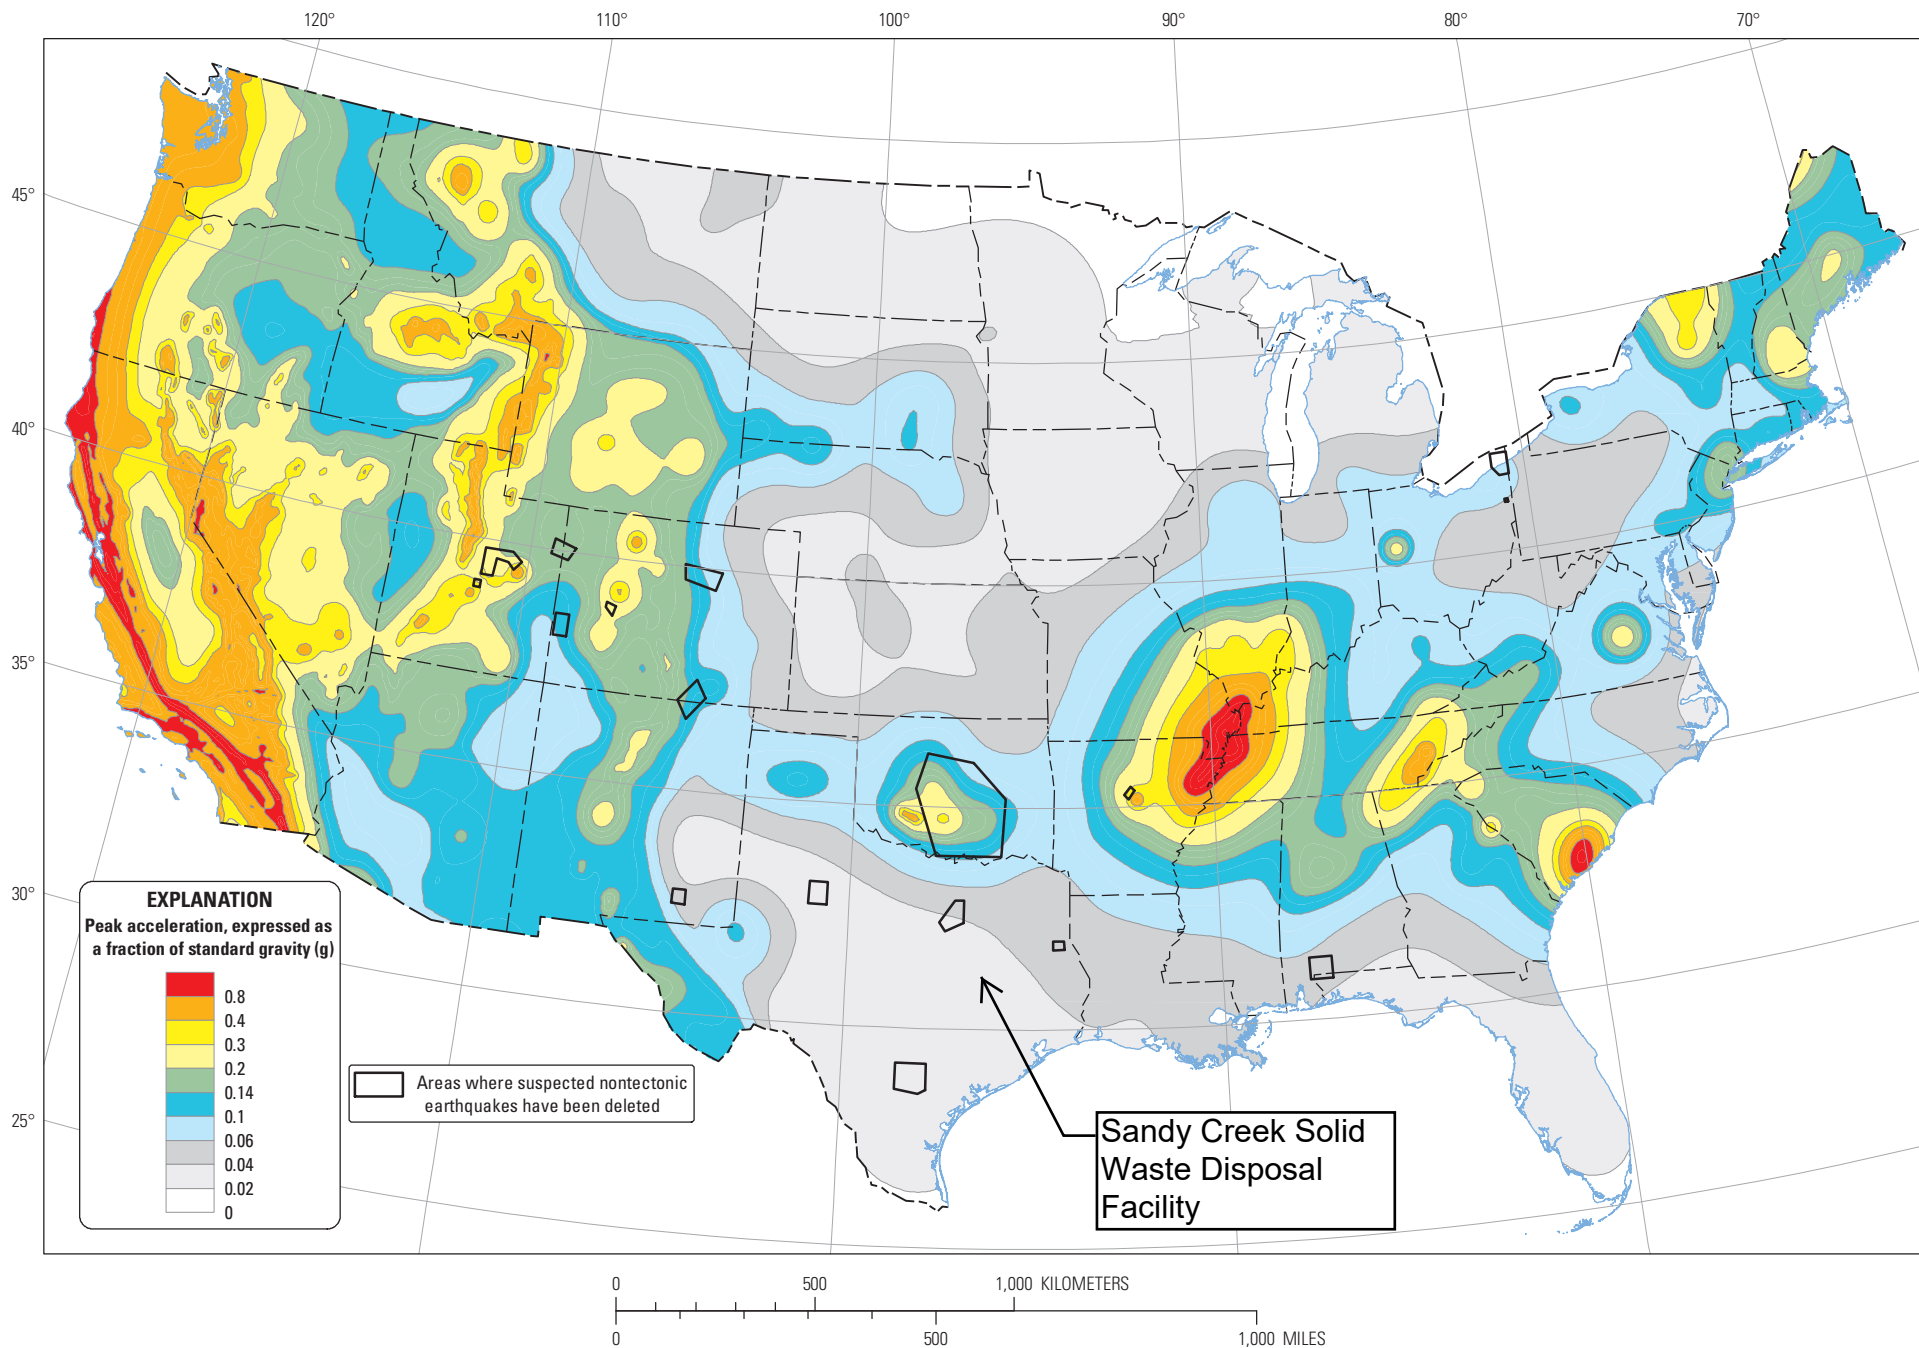 120°
110°
100°
90°
80°
70°
45°
40°
35°
30°
25°
EXPLANATION
Peak acceleration, expressed as
a fraction of standard gravity (g)
0.8
0.4
0.3
0.2
0.14
0.1
0.06
0.04
0.02
0
Areas where suspected nontectonic
earthquakes have been deleted
Sandy Creek Solid
Waste Disposal
Facility
0 500 1,000 KILOMETERS
0 500 1,000 MILES